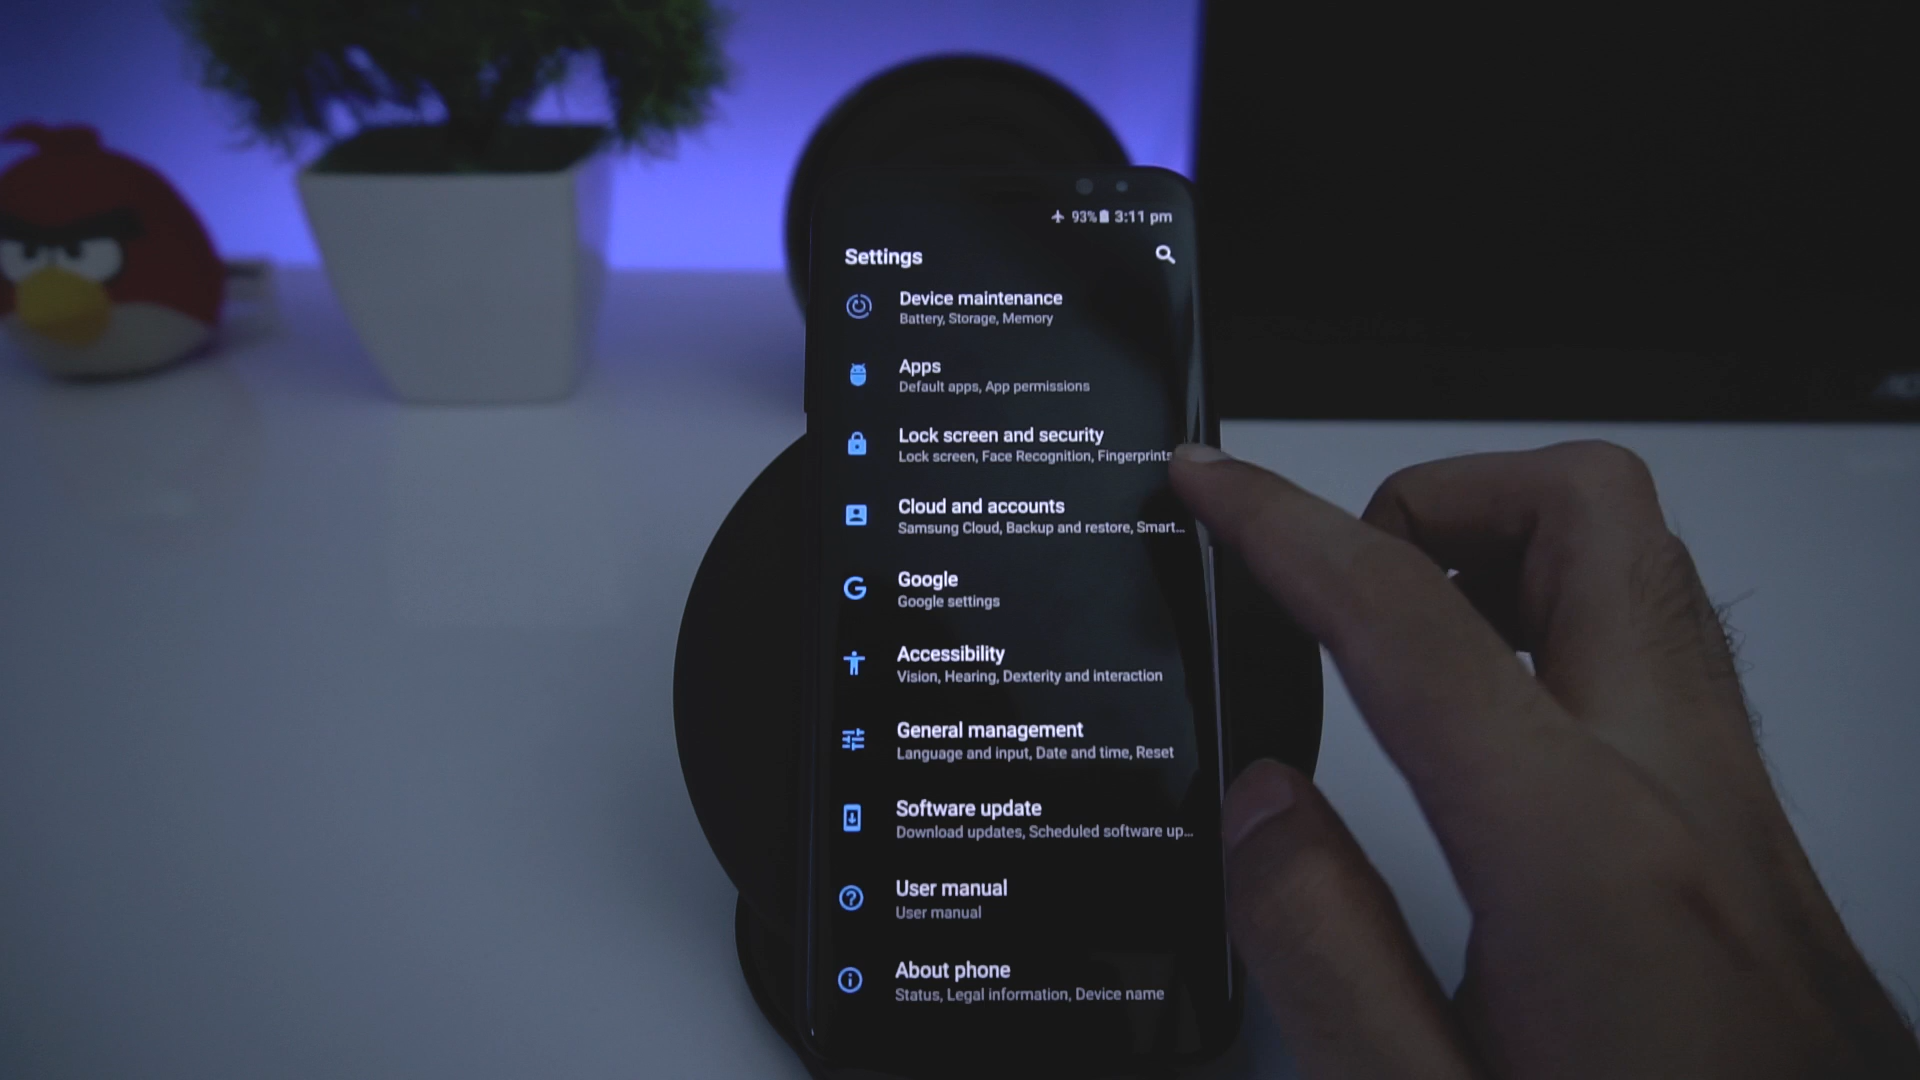 93% 3:11 pm
Settings
Device maintenance
Battery, Storage, Memory
Apps
Default apps, App permissions
Lock screen and security
Lock screen, Face Recognition, Fingerprints
Cloud and accounts
Samsung Cloud, Backup and restore, Smart...
Google
Google settings
Accessibility
Vision, Hearing, Dexterity and interaction
General management
Language and input, Date and time, Reset
Software update
Download updates, Scheduled software up...
User manual
User manual
About phone
Status, Legal information, Device name